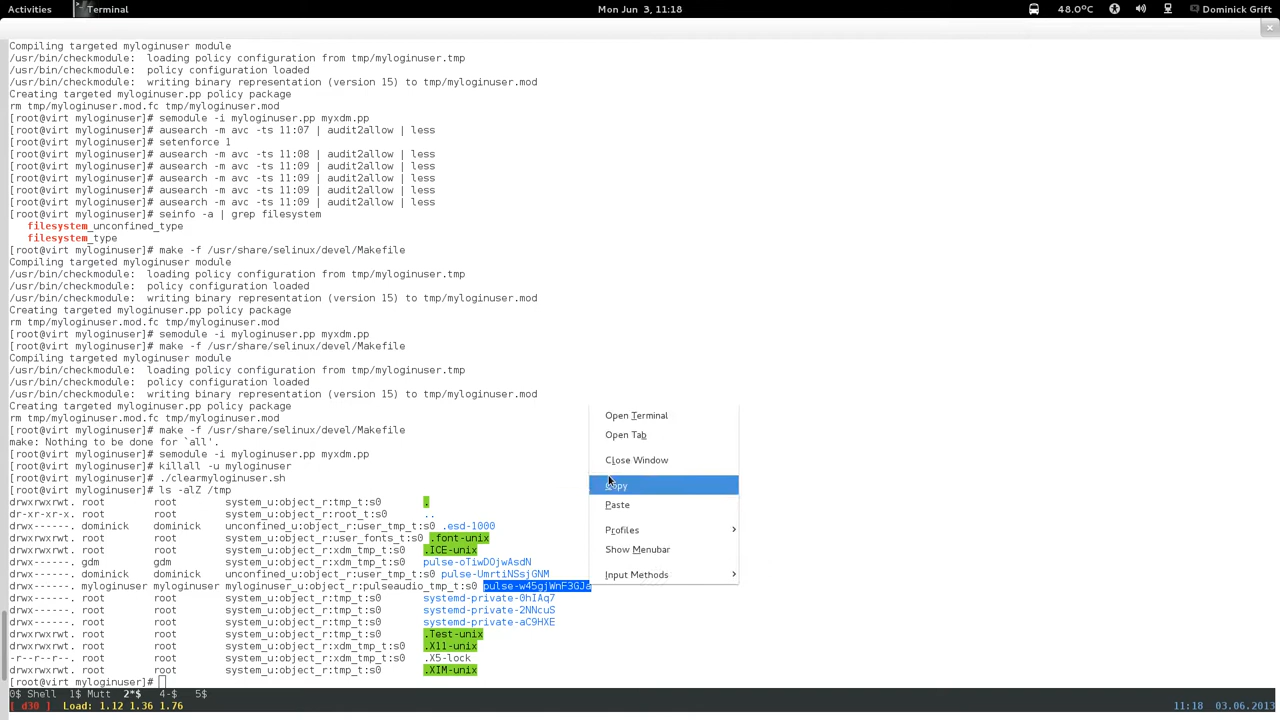 Activities Terminal Mon Jun 3, 11:18 48.0°C Dominick Grift
Compiling targeted myloginuser module
/usr/bin/checkmodule:  loading policy configuration from tmp/myloginuser.tmp
/usr/bin/checkmodule:  policy configuration loaded
/usr/bin/checkmodule:  writing binary representation (version 15) to tmp/myloginuser.mod
Creating targeted myloginuser.pp policy package
rm tmp/myloginuser.mod.fc tmp/myloginuser.mod
[root@virt myloginuser]# semodule -i myloginuser.pp myxdm.pp
[root@virt myloginuser]# ausearch -m avc -ts 11:07 | audit2allow | less
[root@virt myloginuser]# setenforce 1
[root@virt myloginuser]# ausearch -m avc -ts 11:08 | audit2allow | less
[root@virt myloginuser]# ausearch -m avc -ts 11:09 | audit2allow | less
[root@virt myloginuser]# ausearch -m avc -ts 11:09 | audit2allow | less
[root@virt myloginuser]# ausearch -m avc -ts 11:09 | audit2allow | less
[root@virt myloginuser]# ausearch -m avc -ts 11:09 | audit2allow | less
[root@virt myloginuser]# seinfo -a | grep filesystem
filesystem_unconfined_type
filesystem_type
[root@virt myloginuser]# make -f /usr/share/selinux/devel/Makefile
Compiling targeted myloginuser module
/usr/bin/checkmodule:  loading policy configuration from tmp/myloginuser.tmp
/usr/bin/checkmodule:  policy configuration loaded
/usr/bin/checkmodule:  writing binary representation (version 15) to tmp/myloginuser.mod
Creating targeted myloginuser.pp policy package
rm tmp/myloginuser.mod.fc tmp/myloginuser.mod
[root@virt myloginuser]# semodule -i myloginuser.pp myxdm.pp
[root@virt myloginuser]# make -f /usr/share/selinux/devel/Makefile
Compiling targeted myloginuser module
/usr/bin/checkmodule:  loading policy configuration from tmp/myloginuser.tmp
/usr/bin/checkmodule:  policy configuration loaded
/usr/bin/checkmodule:  writing binary representation (version 15) to tmp/myloginuser.mod
Creating targeted myloginuser.pp policy package
rm tmp/myloginuser.mod.fc tmp/myloginuser.mod
[root@virt myloginuser]# make -f /usr/share/selinux/devel/Makefile
make: Nothing to be done for `all'.
[root@virt myloginuser]# semodule -i myloginuser.pp myxdm.pp
[root@virt myloginuser]# killall -u myloginuser
[root@virt myloginuser]# ./clearmyloginuser.sh
[root@virt myloginuser]# ls -alZ /tmp
drwxrwxrwt. root root system_u:object_r:tmp_t:s0 .
dr-xr-xr-x. root root system_u:object_r:root_t:s0 ..
drwx------. dominick dominick unconfined_u:object_r:user_tmp_t:s0 .esd-1000
drwxrwxrwt. root root system_u:object_r:user_fonts_t:s0 .font-unix
drwxrwxrwt. root root system_u:object_r:xdm_tmp_t:s0 .ICE-unix
drwx------. gdm gdm system_u:object_r:xdm_tmp_t:s0 pulse-oTiwDOjwAsdN
drwx------. dominick dominick unconfined_u:object_r:user_tmp_t:s0 pulse-UmrtiNSsjGNM
drwx------. myloginuser myloginuser myloginuser_u:object_r:pulseaudio_tmp_t:s0 pulse-w45gjWnF3GJa
drwxrwxrwt. root root system_u:object_r:tmp_t:s0 systemd-private-0hIAq7
drwxrwxrwt. root root system_u:object_r:tmp_t:s0 systemd-private-2NNcuS
drwxrwxrwt. root root system_u:object_r:tmp_t:s0 systemd-private-aC9HXE
drwxrwxrwt. root root system_u:object_r:tmp_t:s0 .Test-unix
drwxrwxrwt. root root system_u:object_r:xdm_tmp_t:s0 .X11-unix
-r--r--r--. root root system_u:object_r:xdm_tmp_t:s0 .X5-lock
drwxrwxrwt. root root system_u:object_r:tmp_t:s0 .XIM-unix
[root@virt myloginuser]#
Open Terminal
Open Tab
Close Window
Copy
Paste
Profiles
Show Menubar
Input Methods
0$ Shell 1$ Mutt 2*$ 4-$ 5$
[ d30 ] Load: 1.12 1.36 1.76 11:18 03.06.2013